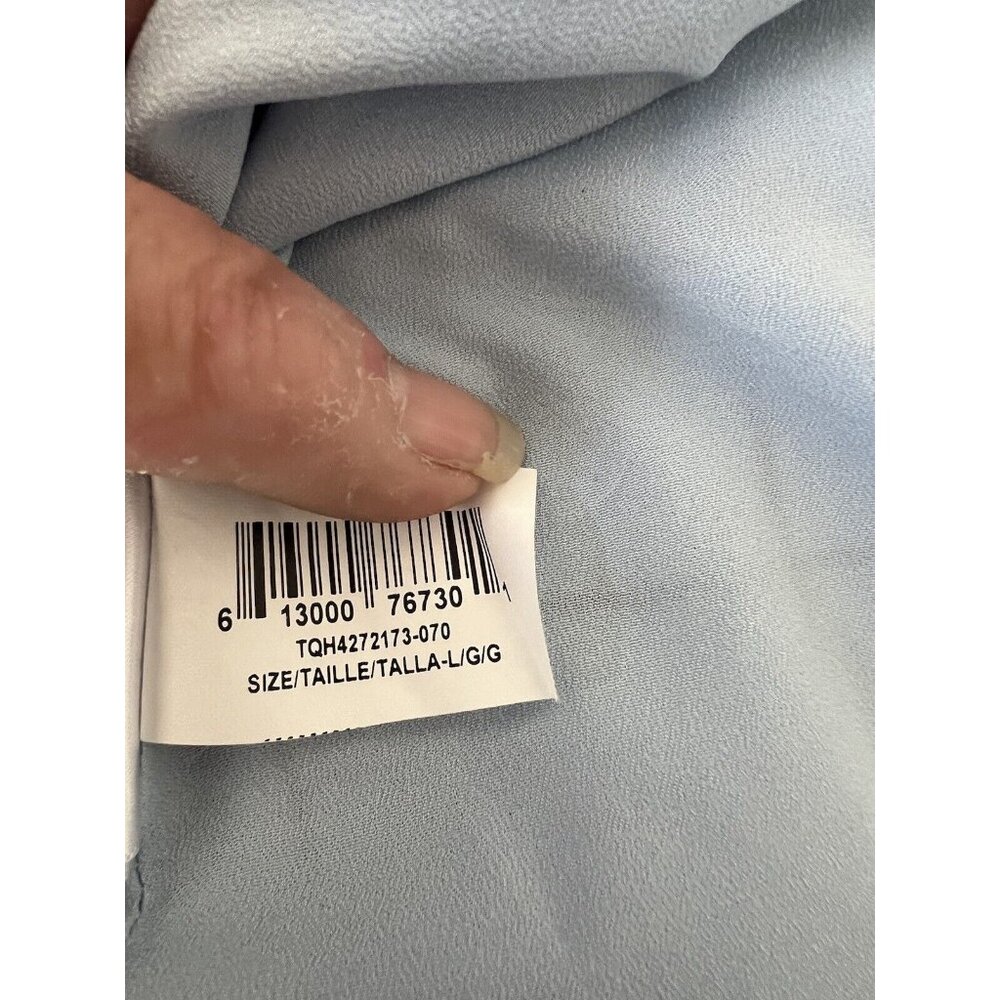 6 13000 76730
TQH4272173-070
SIZE/TAILLE/TALLA-L/G/G